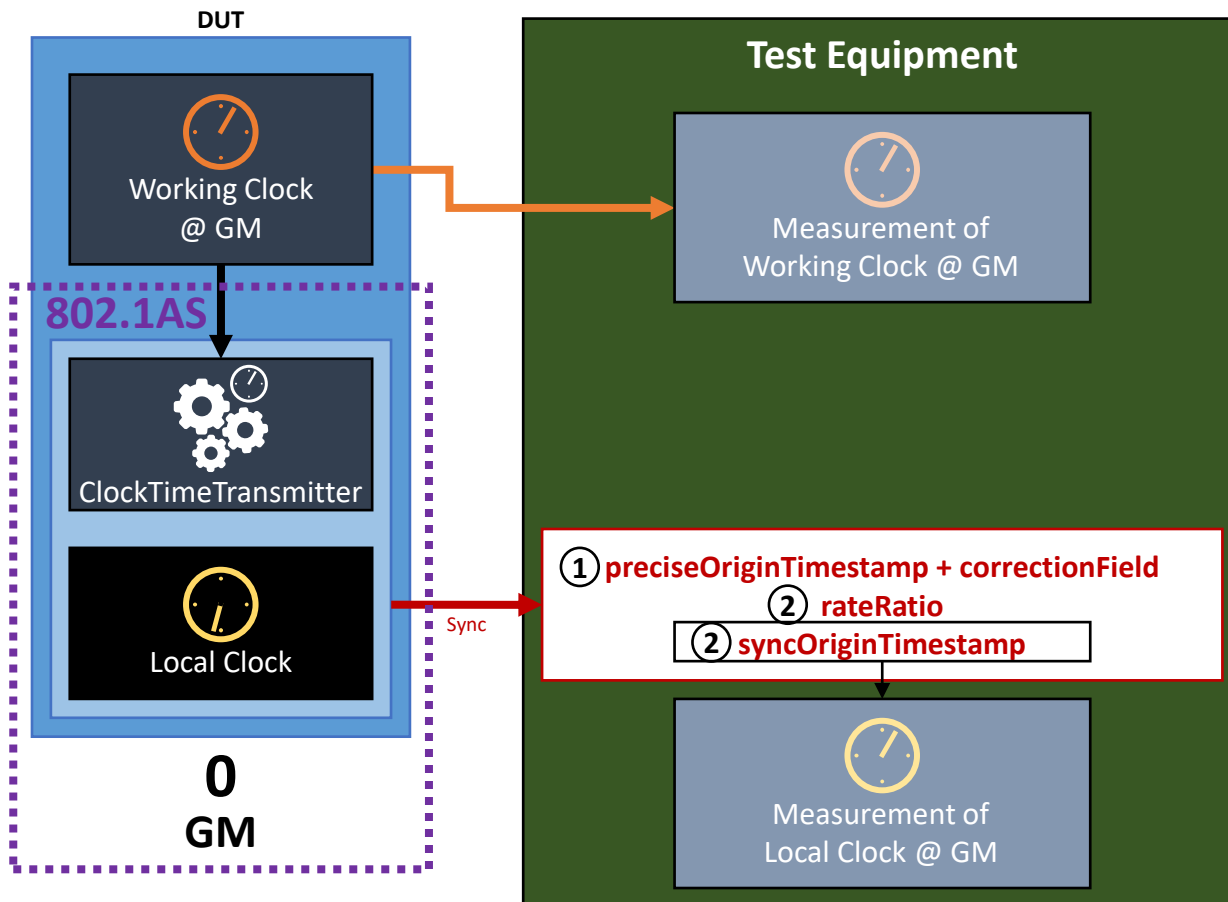 DUT
Working Clock
@ GM
802.1AS
ClockTimeTransmitter
Local Clock
0
GM
Sync
Test Equipment
Measurement of
Working Clock @ GM
1 preciseOriginTimestamp + correctionField
2 rateRatio
2 syncOriginTimestamp
Measurement of
Local Clock @ GM